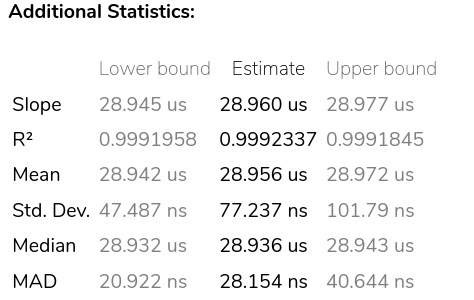 Additional Statistics:
Lower bound Estimate Upper bound
Slope 28.945 us 28.960 us 28.977 us
R² 0.9991958 0.9992337 0.9991845
Mean 28.942 us 28.956 us 28.972 us
Std. Dev. 47.487 ns 77.237 ns 101.79 ns
Median 28.932 us 28.936 us 28.943 us
MAD 20.922 ns 28.154 ns 40.644 ns